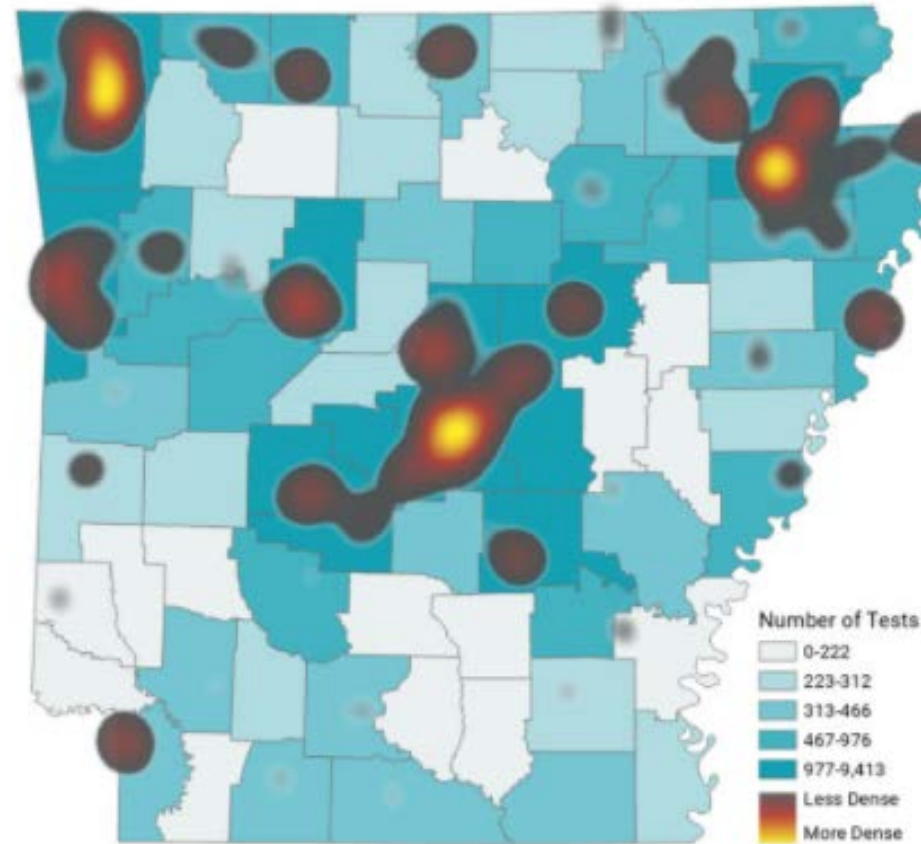 Number of Tests
0-222
223-312
313-466
467-976
977-9,413
Less Dense
More Dense